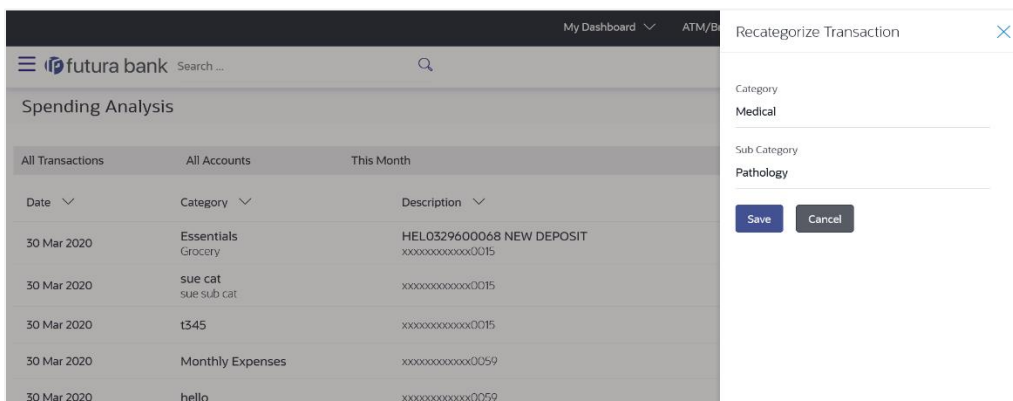 My Dashboard ATM/B
Recategorize Transaction
futura bank Search ...
Spending Analysis
Category
Medical
Sub Category
Pathology
Save Cancel
All Transactions All Accounts This Month
Date Category Description
30 Mar 2020 Essentials HEL0329600068 NEW DEPOSIT
Grocery xxxxxxxxxxxx0015
30 Mar 2020 sue cat xxxxxxxxxxxx0015
sue sub cat
30 Mar 2020 t345 xxxxxxxxxxxx0015
30 Mar 2020 Monthly Expenses xxxxxxxxxxxx0059
30 Mar 2020 hello xxxxxxxxxxxx0059